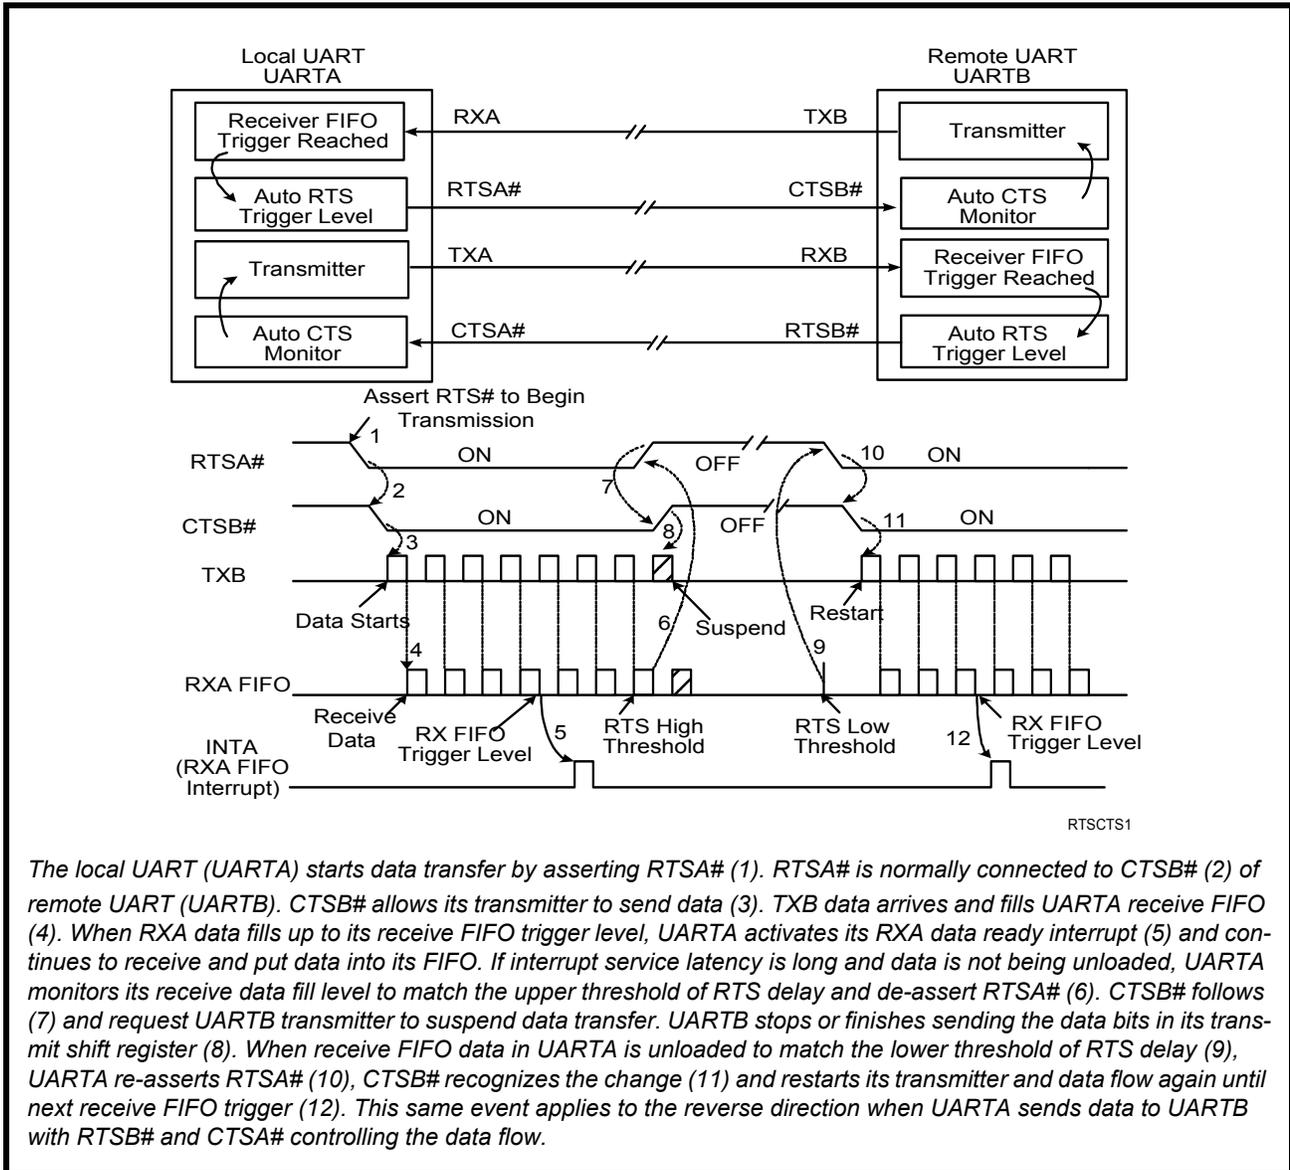 Local UART
UARTA
Remote UART
UARTB
Receiver FIFO
Trigger Reached
RXA
TXB
Transmitter
Auto RTS
Trigger Level
RTSA#
CTSB#
Auto CTS
Monitor
Transmitter
TXA
RXB
Receiver FIFO
Trigger Reached
Auto CTS
Monitor
CTSA#
RTSB#
Auto RTS
Trigger Level
Assert RTS# to Begin
Transmission
RTSA#
1
ON
OFF
10
ON
2
7
CTSB#
ON
OFF
11
ON
3
8
TXB
Data Starts
6
Suspend
Restart
4
9
RXA FIFO
Receive
Data
RX FIFO
Trigger Level
5
RTS High
Threshold
RTS Low
Threshold
12
RX FIFO
Trigger Level
INTA
(RXA FIFO
Interrupt)
RTSCTS1
The local UART (UARTA) starts data transfer by asserting RTSA# (1). RTSA# is normally connected to CTSB# (2) of
remote UART (UARTB). CTSB# allows its transmitter to send data (3). TXB data arrives and fills UARTA receive FIFO
(4). When RXA data fills up to its receive FIFO trigger level, UARTA activates its RXA data ready interrupt (5) and con-
tinues to receive and put data into its FIFO. If interrupt service latency is long and data is not being unloaded, UARTA
monitors its receive data fill level to match the upper threshold of RTS delay and de-assert RTSA# (6). CTSB# follows
(7) and request UARTB transmitter to suspend data transfer. UARTB stops or finishes sending the data bits in its trans-
mit shift register (8). When receive FIFO data in UARTA is unloaded to match the lower threshold of RTS delay (9),
UARTA re-asserts RTSA# (10), CTSB# recognizes the change (11) and restarts its transmitter and data flow again until
next receive FIFO trigger (12). This same event applies to the reverse direction when UARTA sends data to UARTB
with RTSB# and CTSA# controlling the data flow.